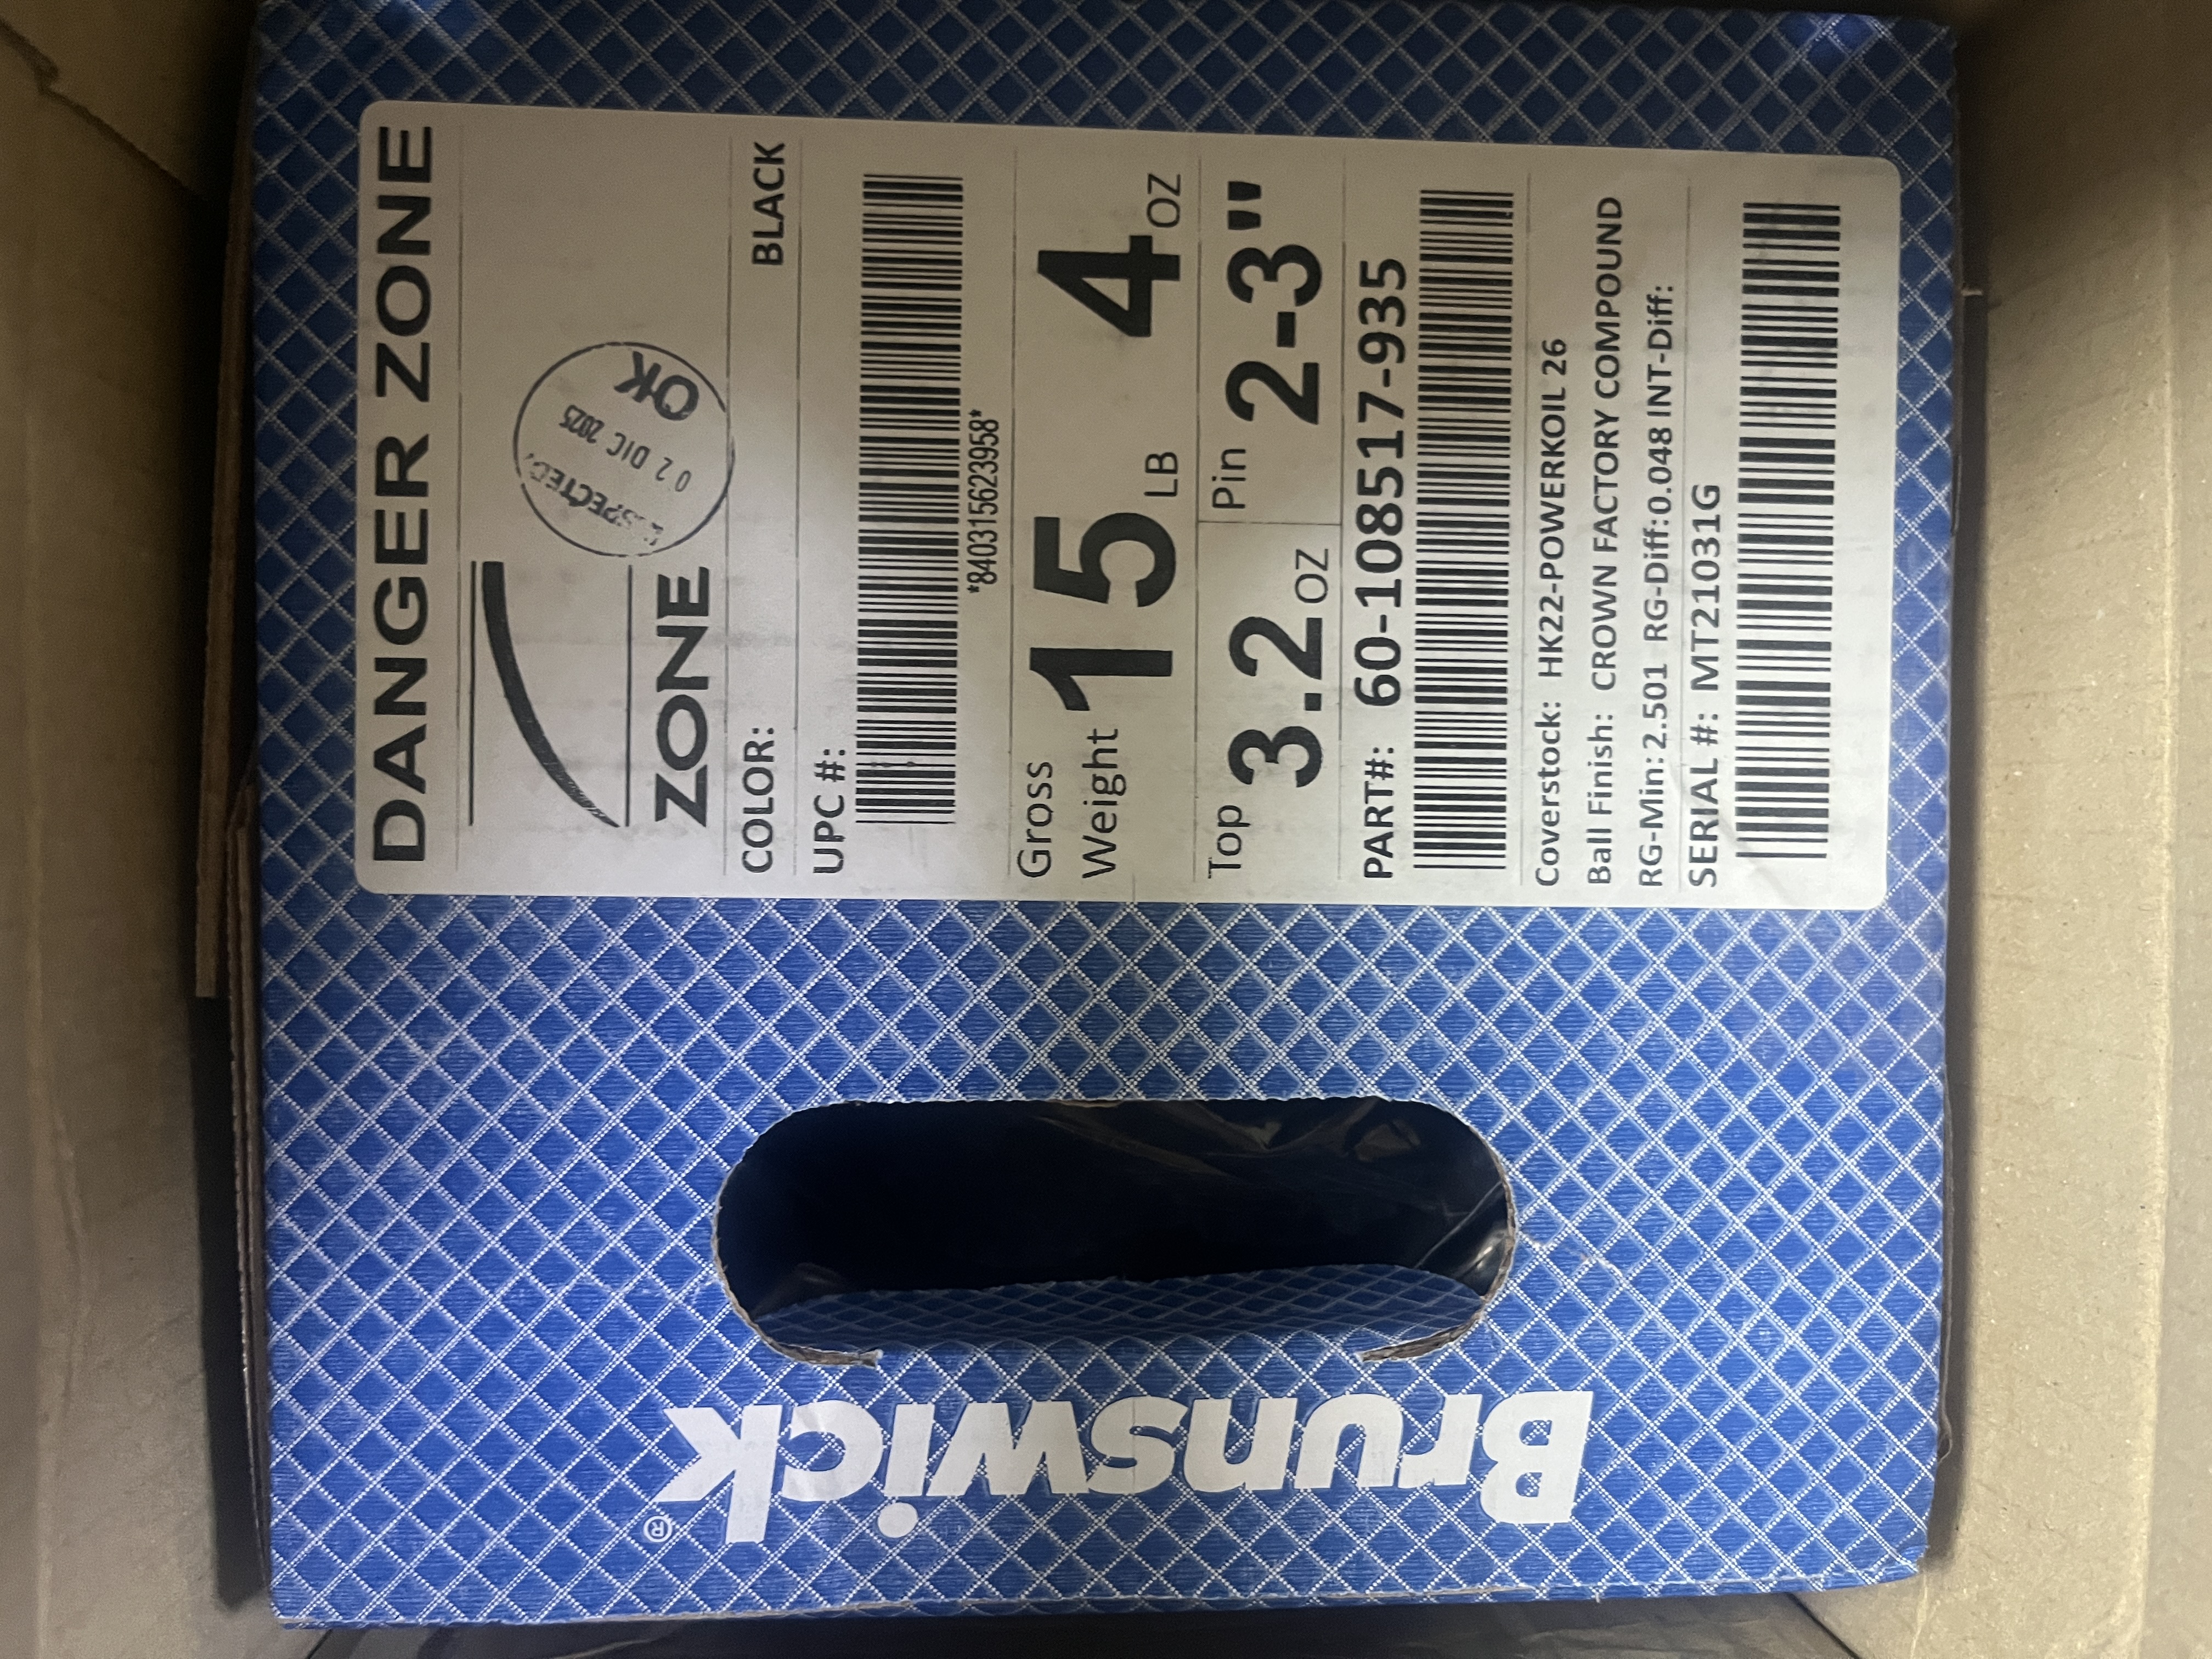 DANGER ZONE
ZONE
OK
02 DIC 2025
COLOR: BLACK
UPC #:
*840315623958*
Gross Weight 15 LB 4 OZ
Top 3.2 OZ Pin 2-3"
PART#: 60-108517-935
Coverstock: HK22-POWERKOIL 26
Ball Finish: CROWN FACTORY COMPOUND
RG-Min: 2.501 RG-Diff:0.048 INT-Diff:
SERIAL #: MT21031G
Brunswick®